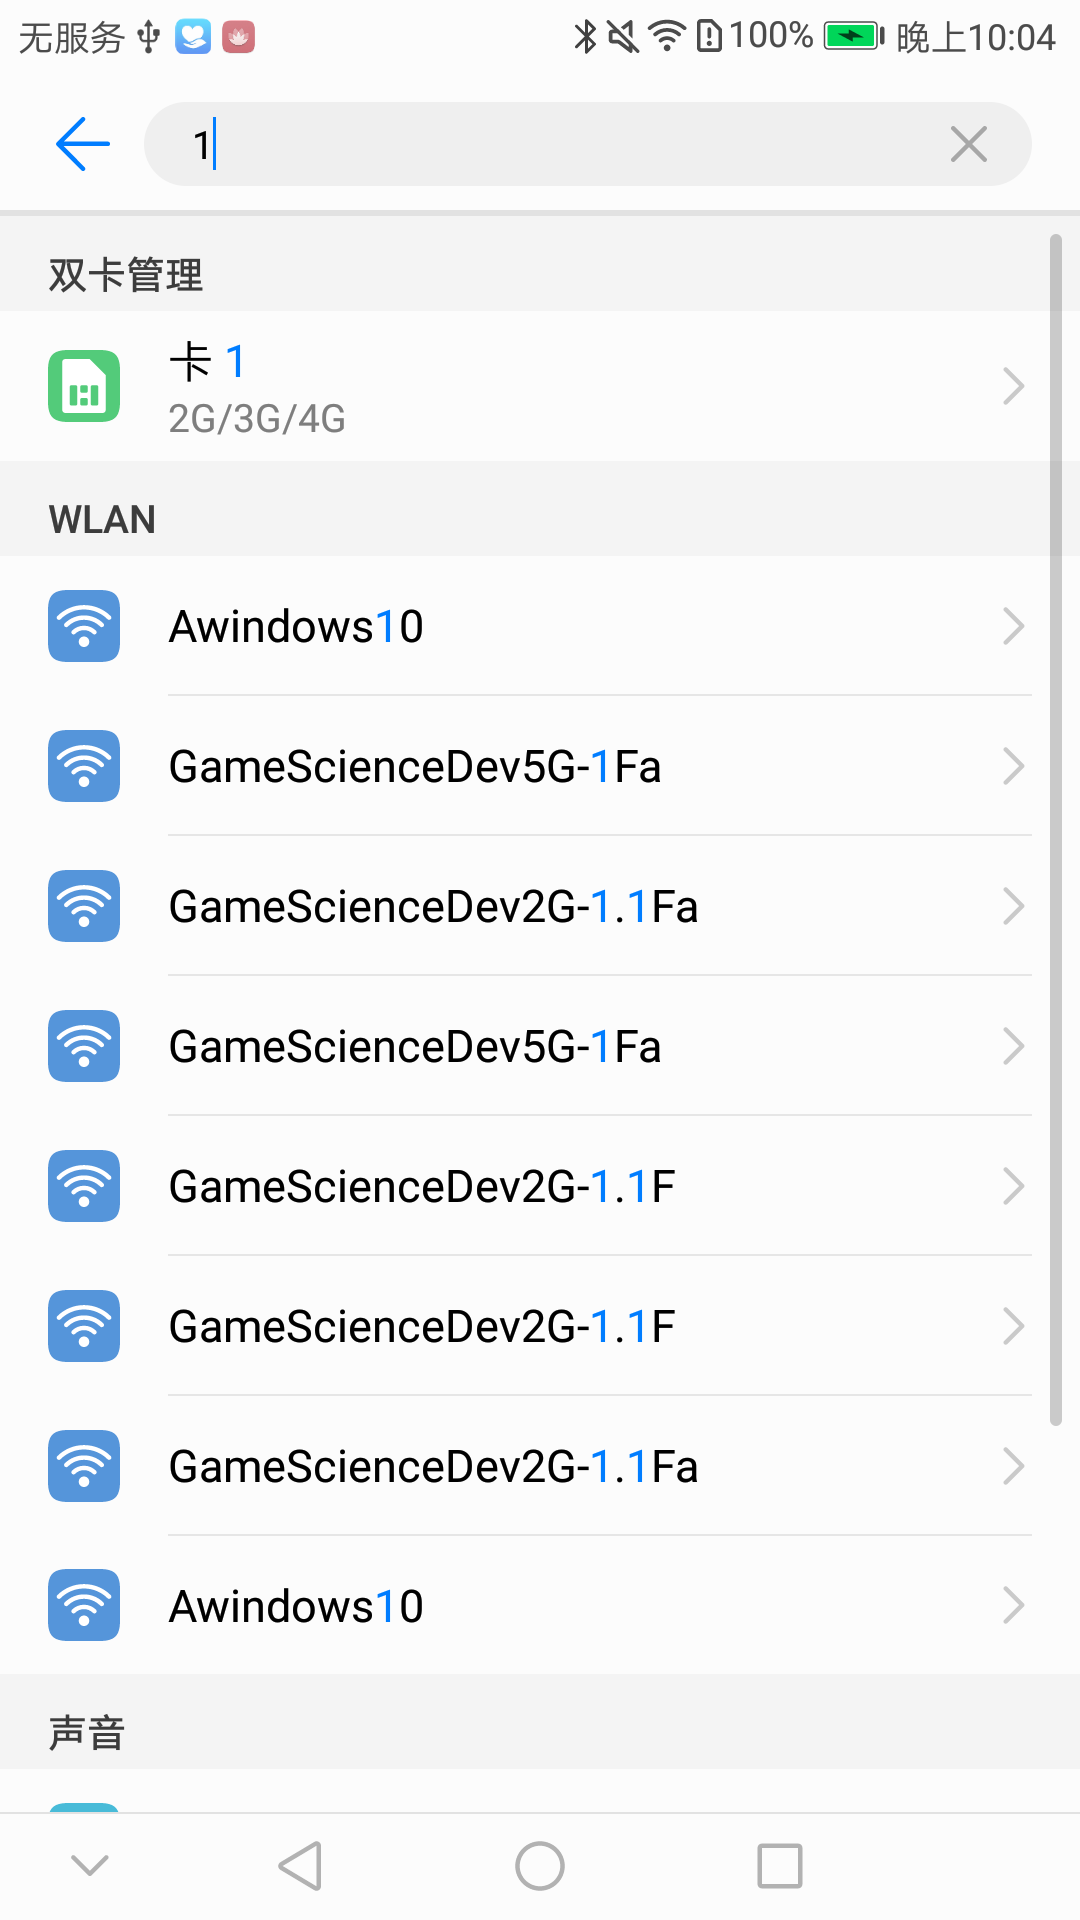 无服务 100% 晚上10:04
1
双卡管理
卡 1
2G/3G/4G
WLAN
Awindows10
GameScienceDev5G-1Fa
GameScienceDev2G-1.1Fa
GameScienceDev5G-1Fa
GameScienceDev2G-1.1F
GameScienceDev2G-1.1F
GameScienceDev2G-1.1Fa
Awindows10
声音